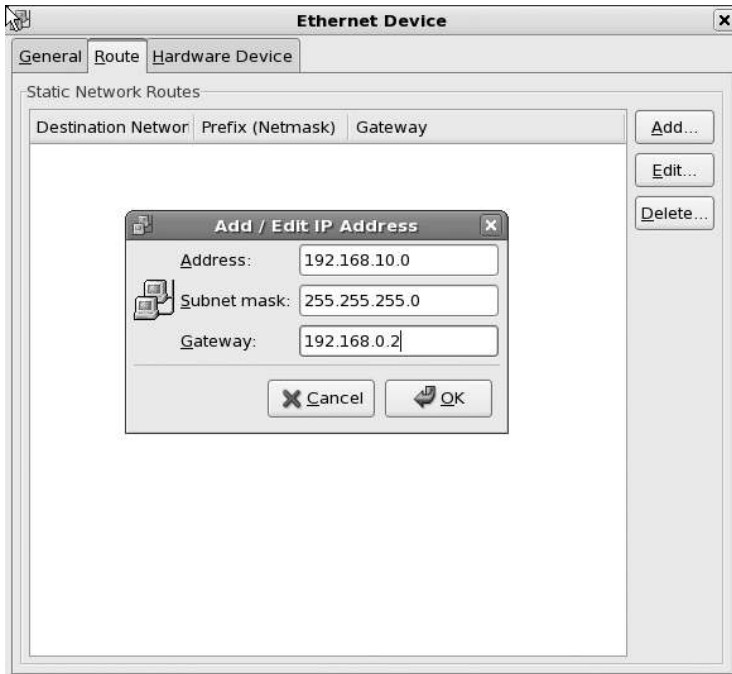 Ethernet Device
General Route Hardware Device
Static Network Routes
Destination Networ Prefix (Netmask) Gateway
Add...
Edit...
Delete...
Add / Edit IP Address
Address: 192.168.10.0
Subnet mask: 255.255.255.0
Gateway: 192.168.0.2
Cancel OK